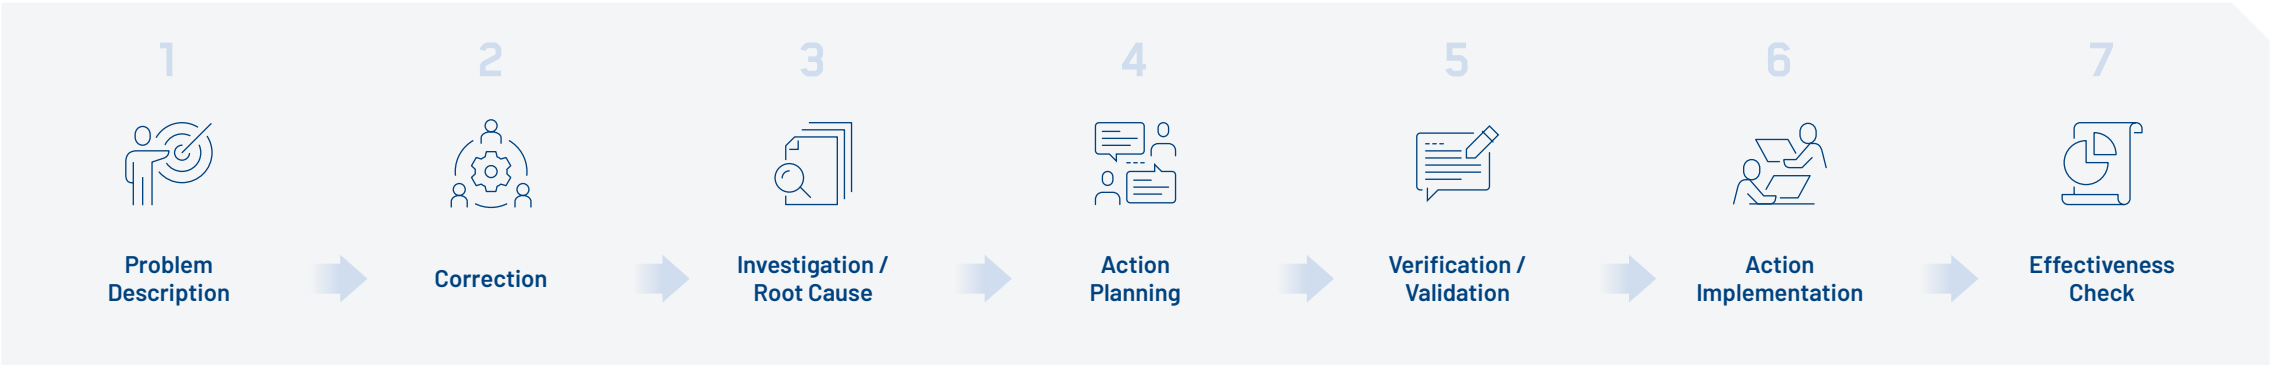 1
2
3
4
5
6
7
Problem
Description
Correction
Investigation /
Root Cause
Action
Planning
Verification /
Validation
Action
Implementation
Effectiveness
Check